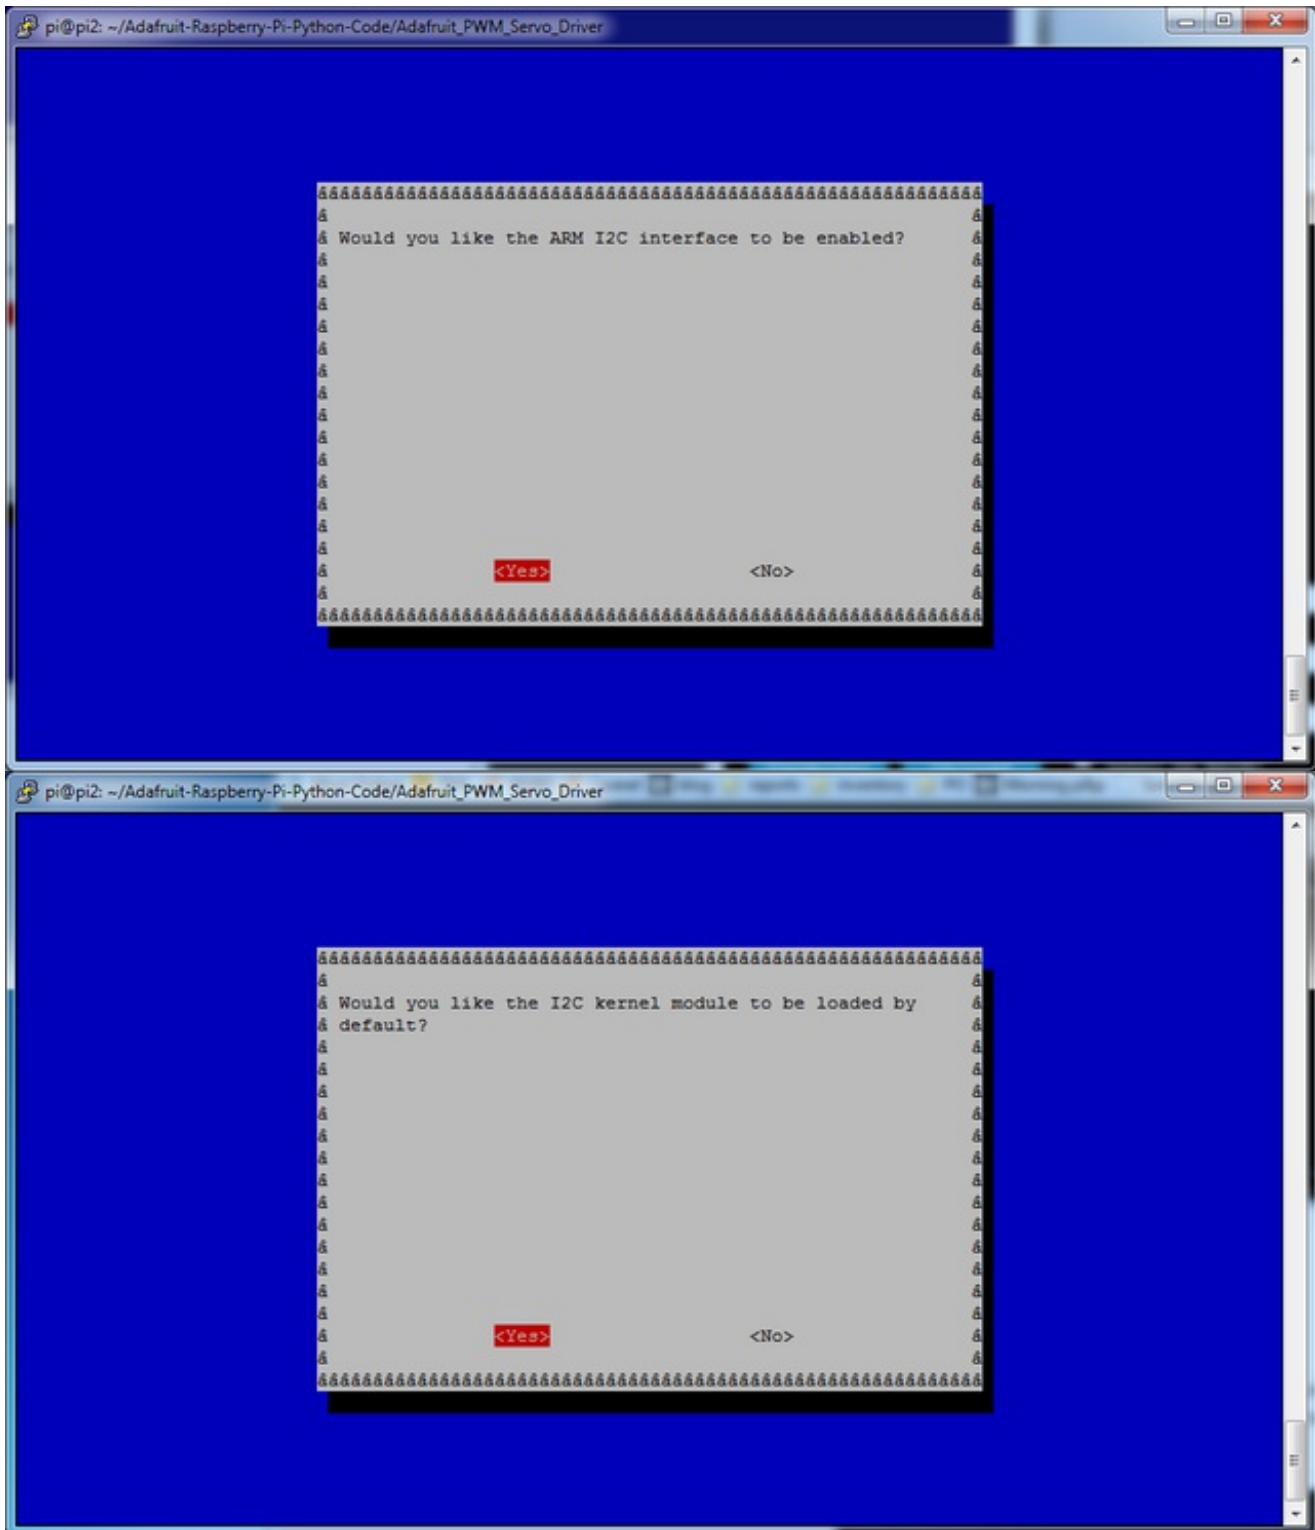 pi@pi2: ~/Adafruit-Raspberry-Pi-Python-Code/Adafruit_PWM_Servo_Driver
Would you like the ARM I2C interface to be enabled?
<Yes> <No>
pi@pi2: ~/Adafruit-Raspberry-Pi-Python-Code/Adafruit_PWM_Servo_Driver
Would you like the I2C kernel module to be loaded by
default?
<Yes> <No>